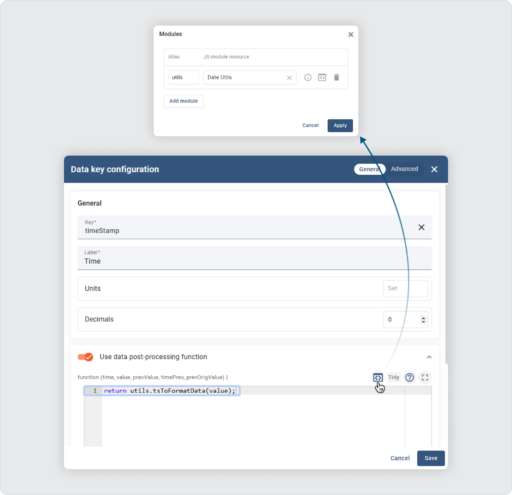 Modules
Alias JS module resource
utils Date Utils
Add module
Cancel Apply
Data key configuration General Advanced
General
Key*
timeStamp
Label*
Time
Units Set
Decimals 0
Use data post-processing function
function (time, value, prevValue, timePrev, prevOrigValue) {
Tidy
1 return utils.tsToFormatData(value);
Cancel Save